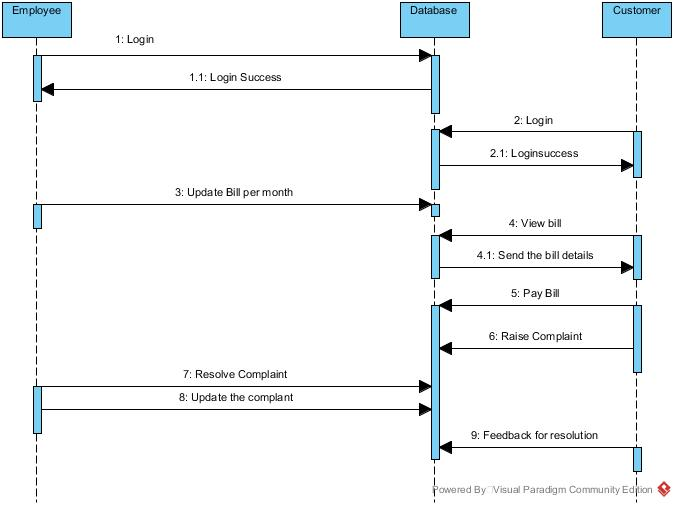 Employee
Database
Customer
1: Login
1.1: Login Success
2: Login
2.1: Loginsuccess
3: Update Bill per month
4: View bill
4.1: Send the bill details
5: Pay Bill
6: Raise Complaint
7: Resolve Complaint
8: Update the complant
9: Feedback for resolution
Powered By Visual Paradigm Community Edition